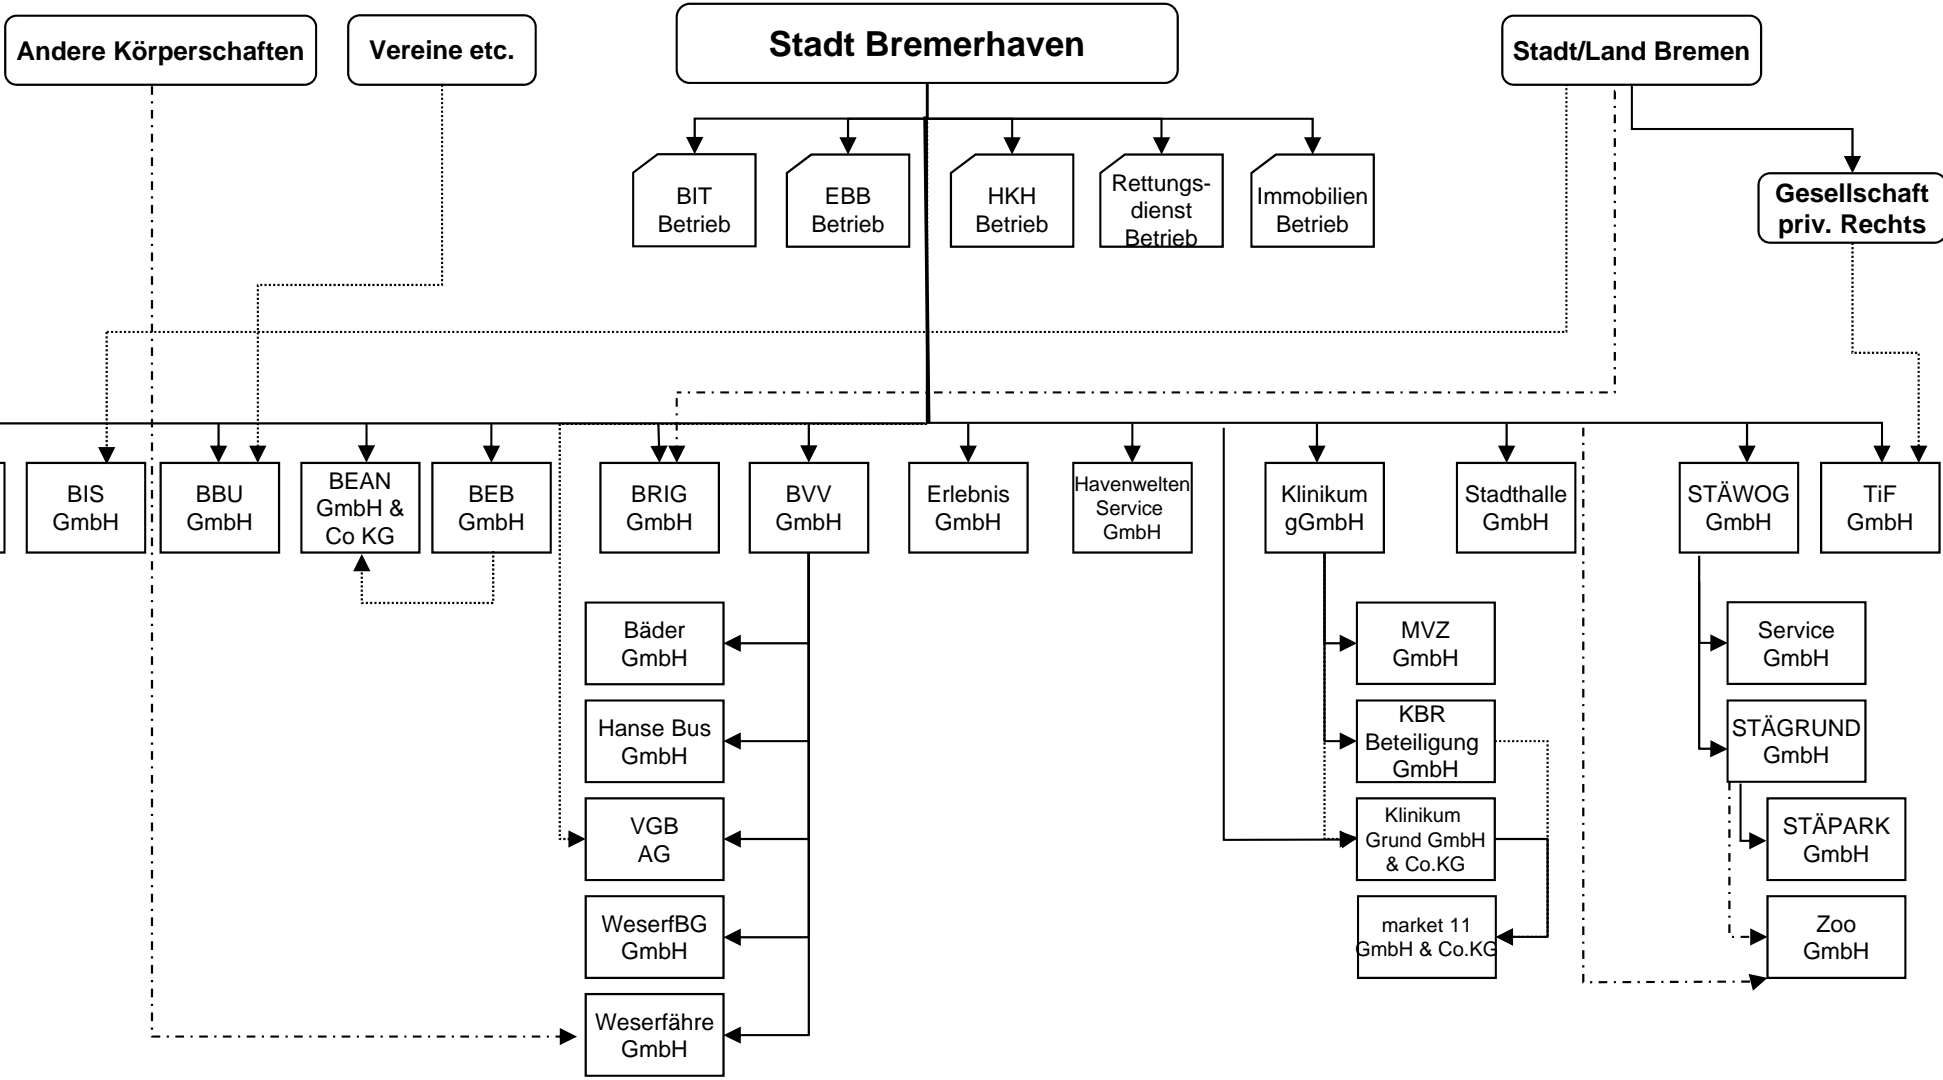 Andere Körperschaften
Vereine etc.
Stadt Bremerhaven
Stadt/Land Bremen
BIT
Betrieb
EBB
Betrieb
HKH
Betrieb
Rettungs-
dienst
Betrieb
Immobilien
Betrieb
Gesellschaft
priv. Rechts
BIS
GmbH
BBU
GmbH
BEAN
GmbH &
Co KG
BEB
GmbH
BRIG
GmbH
BVV
GmbH
Erlebnis
GmbH
Havenwelten
Service
GmbH
Klinikum
gGmbH
Stadthalle
GmbH
STÄWOG
GmbH
TiF
GmbH
Bäder
GmbH
MVZ
GmbH
Service
GmbH
Hanse Bus
GmbH
KBR
Beteiligung
GmbH
STÄGRUND
GmbH
VGB
AG
Klinikum
Grund GmbH
& Co.KG
STÄPARK
GmbH
WeserfBG
GmbH
market 11
GmbH & Co.KG
Zoo
GmbH
Weserfähre
GmbH